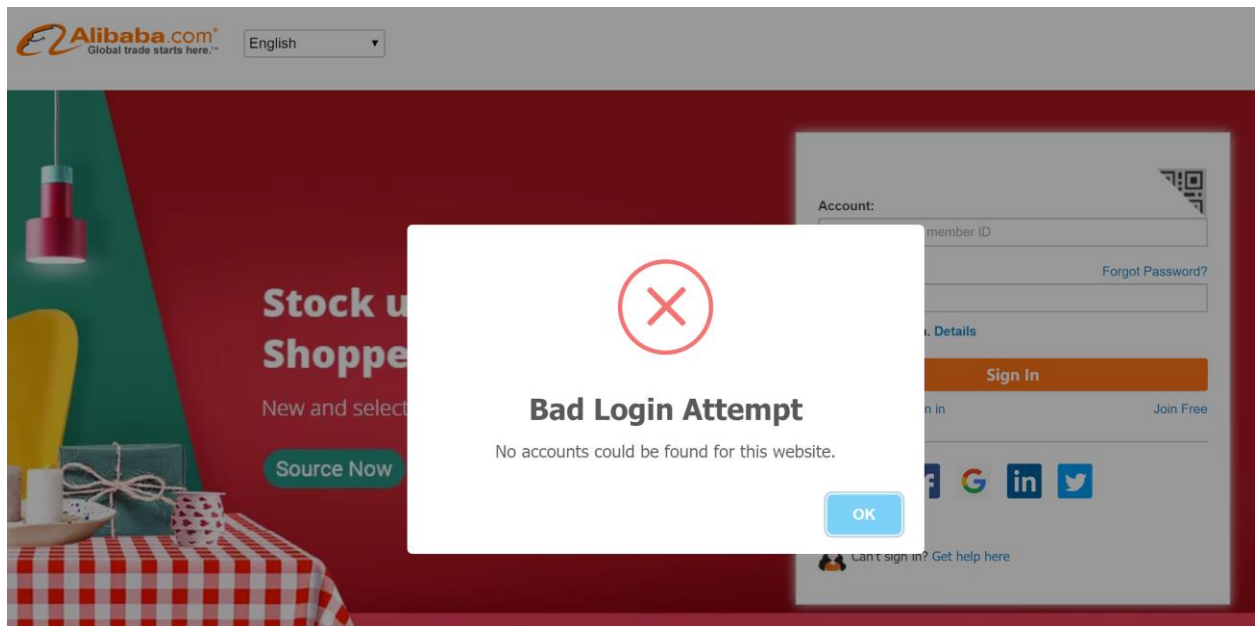 Alibaba.com®
Global trade starts here.™
English
Account:
member ID
Forgot Password?
Details
Sign In
in
Join Free
Stock u
Shoppe
New and select
Source Now
Bad Login Attempt
No accounts could be found for this website.
OK
G
in
Can't sign in? Get help here